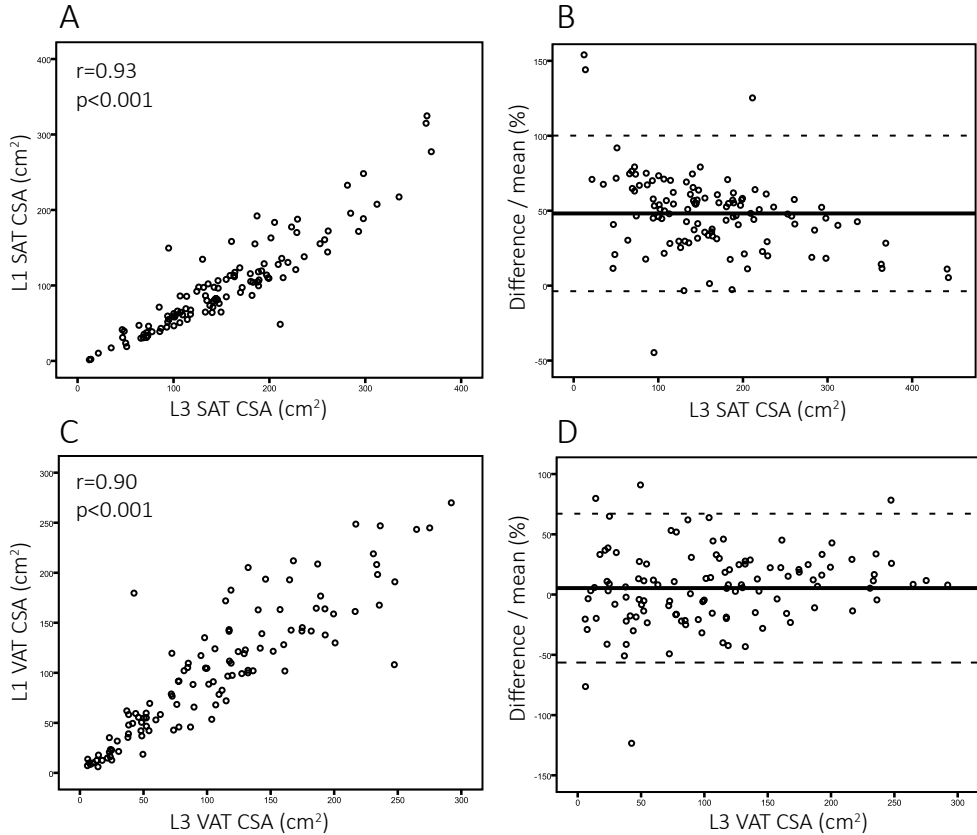 A
r=0.93
p<0.001
L1 SAT CSA (cm²)
400
300
200
100
0
0 100 200 300 400
L3 SAT CSA (cm²)
B
Difference / mean (%)
150
100
50
0
-50
0 100 200 300 400
L3 SAT CSA (cm²)
C
r=0.90
p<0.001
L1 VAT CSA (cm²)
300
250
200
150
100
50
0
0 50 100 150 200 250 300
L3 VAT CSA (cm²)
D
Difference / mean (%)
100
50
0
-50
-100
-150
0 50 100 150 200 250 300
L3 VAT CSA (cm²)